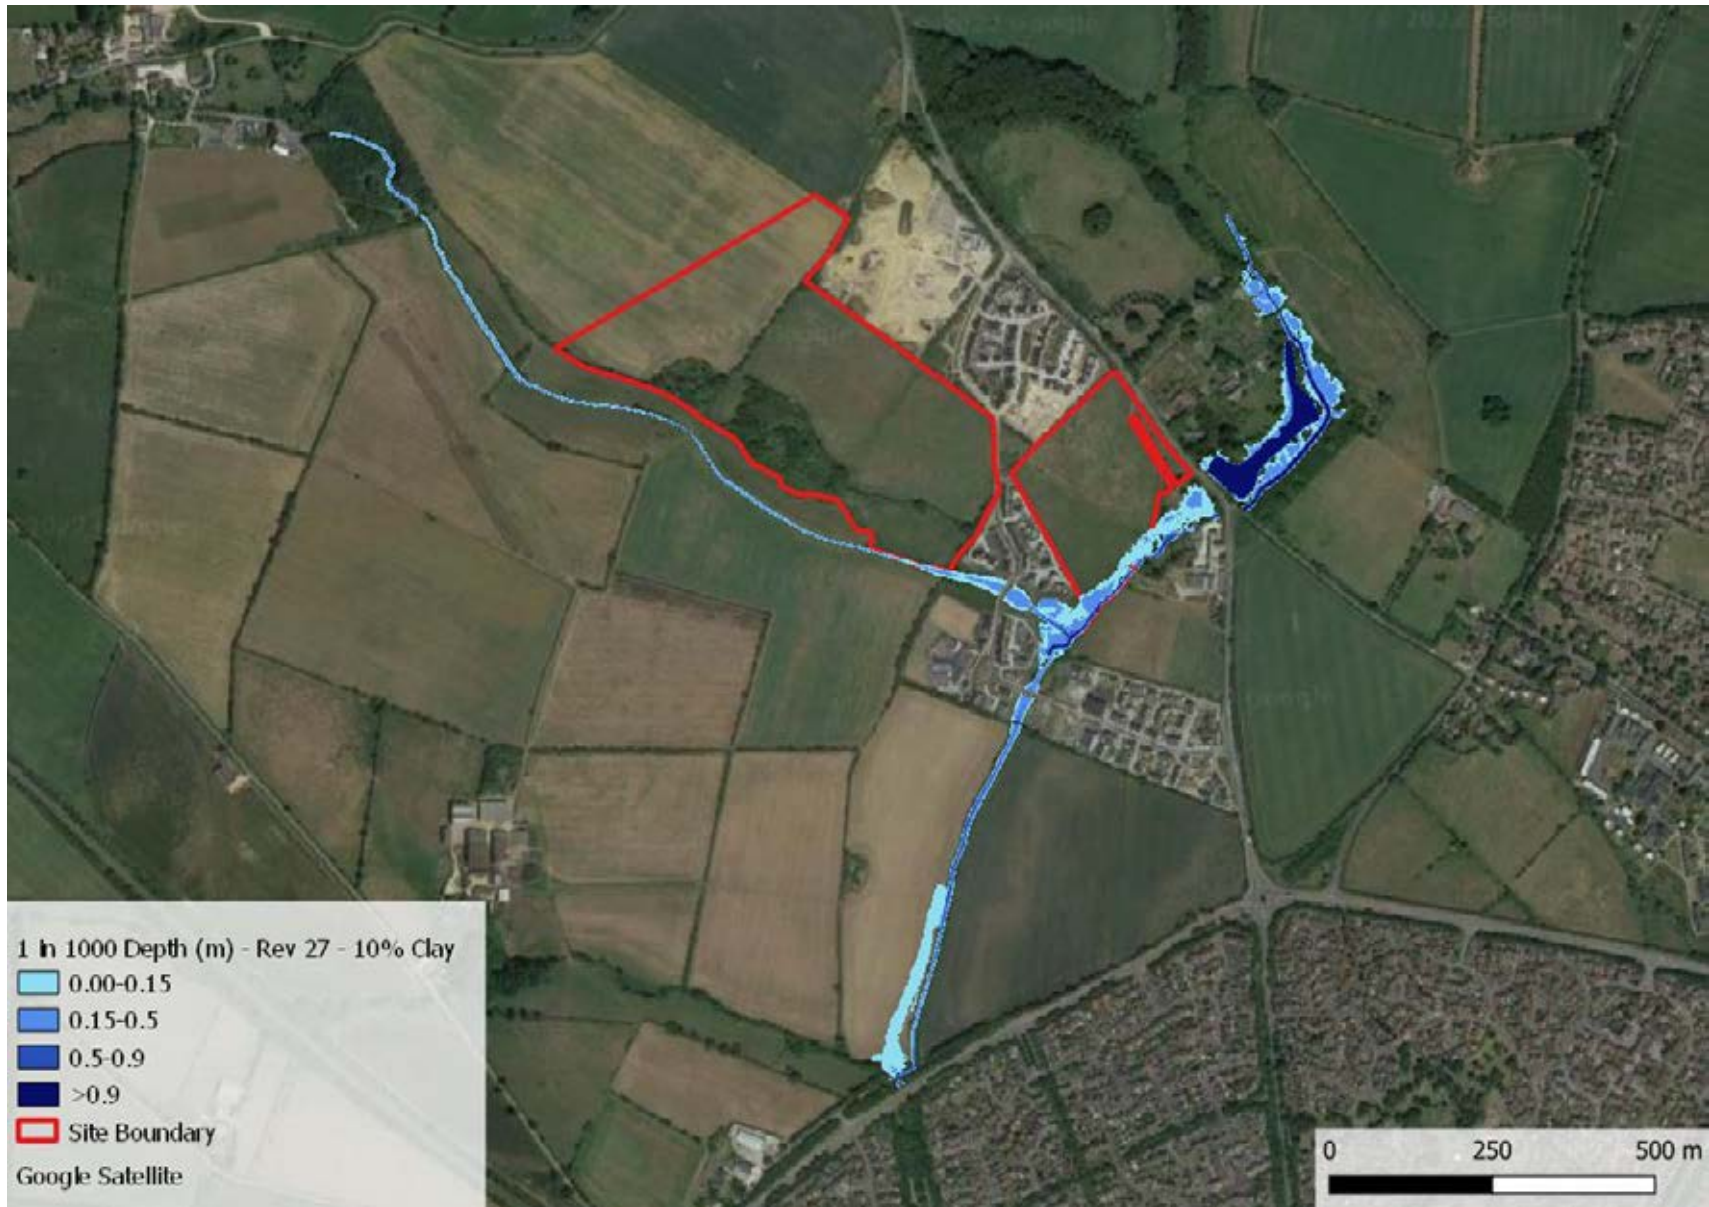 1 in 1000 Depth (m) - Rev 27 - 10% Clay
0.00-0.15
0.15-0.5
0.5-0.9
>0.9
Site Boundary
Google Satellite
0 250 500 m